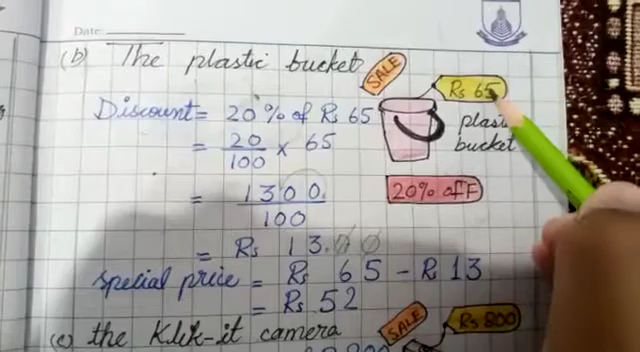 Date:
(b) The plastic bucket
SALE
Rs 65
Discount = 20% of Rs 65
plastic
bucket
= 20/100 × 65
20% off
= 1300/100
= Rs 13.00
special price = Rs 65 - R 13
= Rs 52
(c) the Klik-it camera
SALE
Rs 800